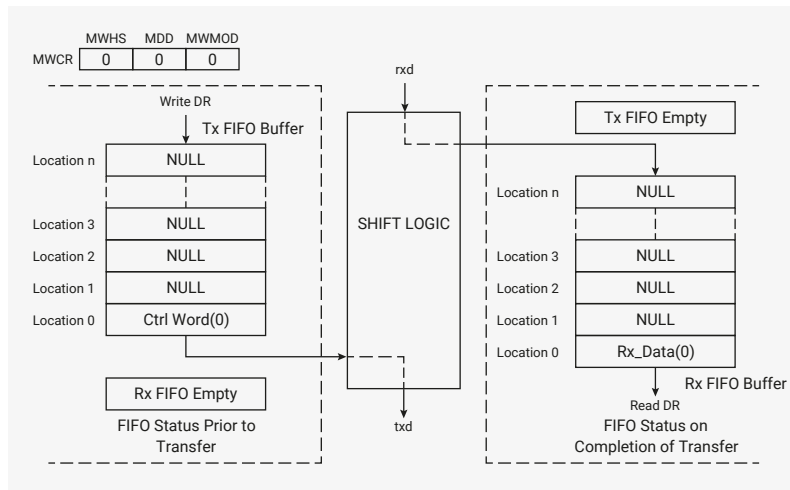 MWHS MDD MWMOD
MWCR 0 0 0
rxd
Write DR
Tx FIFO Buffer
Location n NULL
Location 3 NULL
Location 2 NULL
Location 1 NULL
Location 0 Ctrl Word(0)
Rx FIFO Empty
FIFO Status Prior to
Transfer
SHIFT LOGIC
txd
Tx FIFO Empty
Location n NULL
Location 3 NULL
Location 2 NULL
Location 1 NULL
Location 0 Rx_Data(0)
Rx FIFO Buffer
Read DR
FIFO Status on
Completion of Transfer